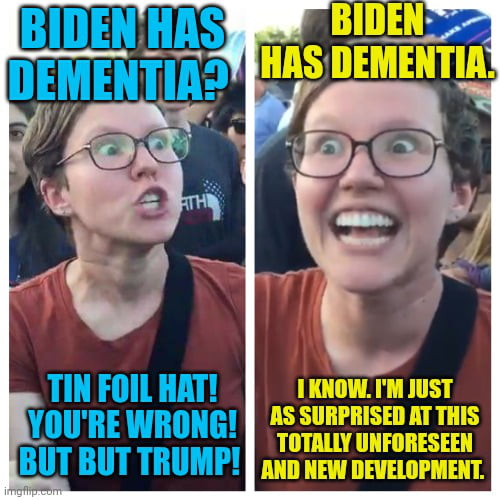 BIDEN HAS
DEMENTIA?
BIDEN
HAS DEMENTIA.
ATH
TIN FOIL HAT!
YOU'RE WRONG!
BUT BUT TRUMP!
I KNOW. I'M JUST
AS SURPRISED AT THIS
TOTALLY UNFORESEEN
AND NEW DEVELOPMENT.
imgflip.com